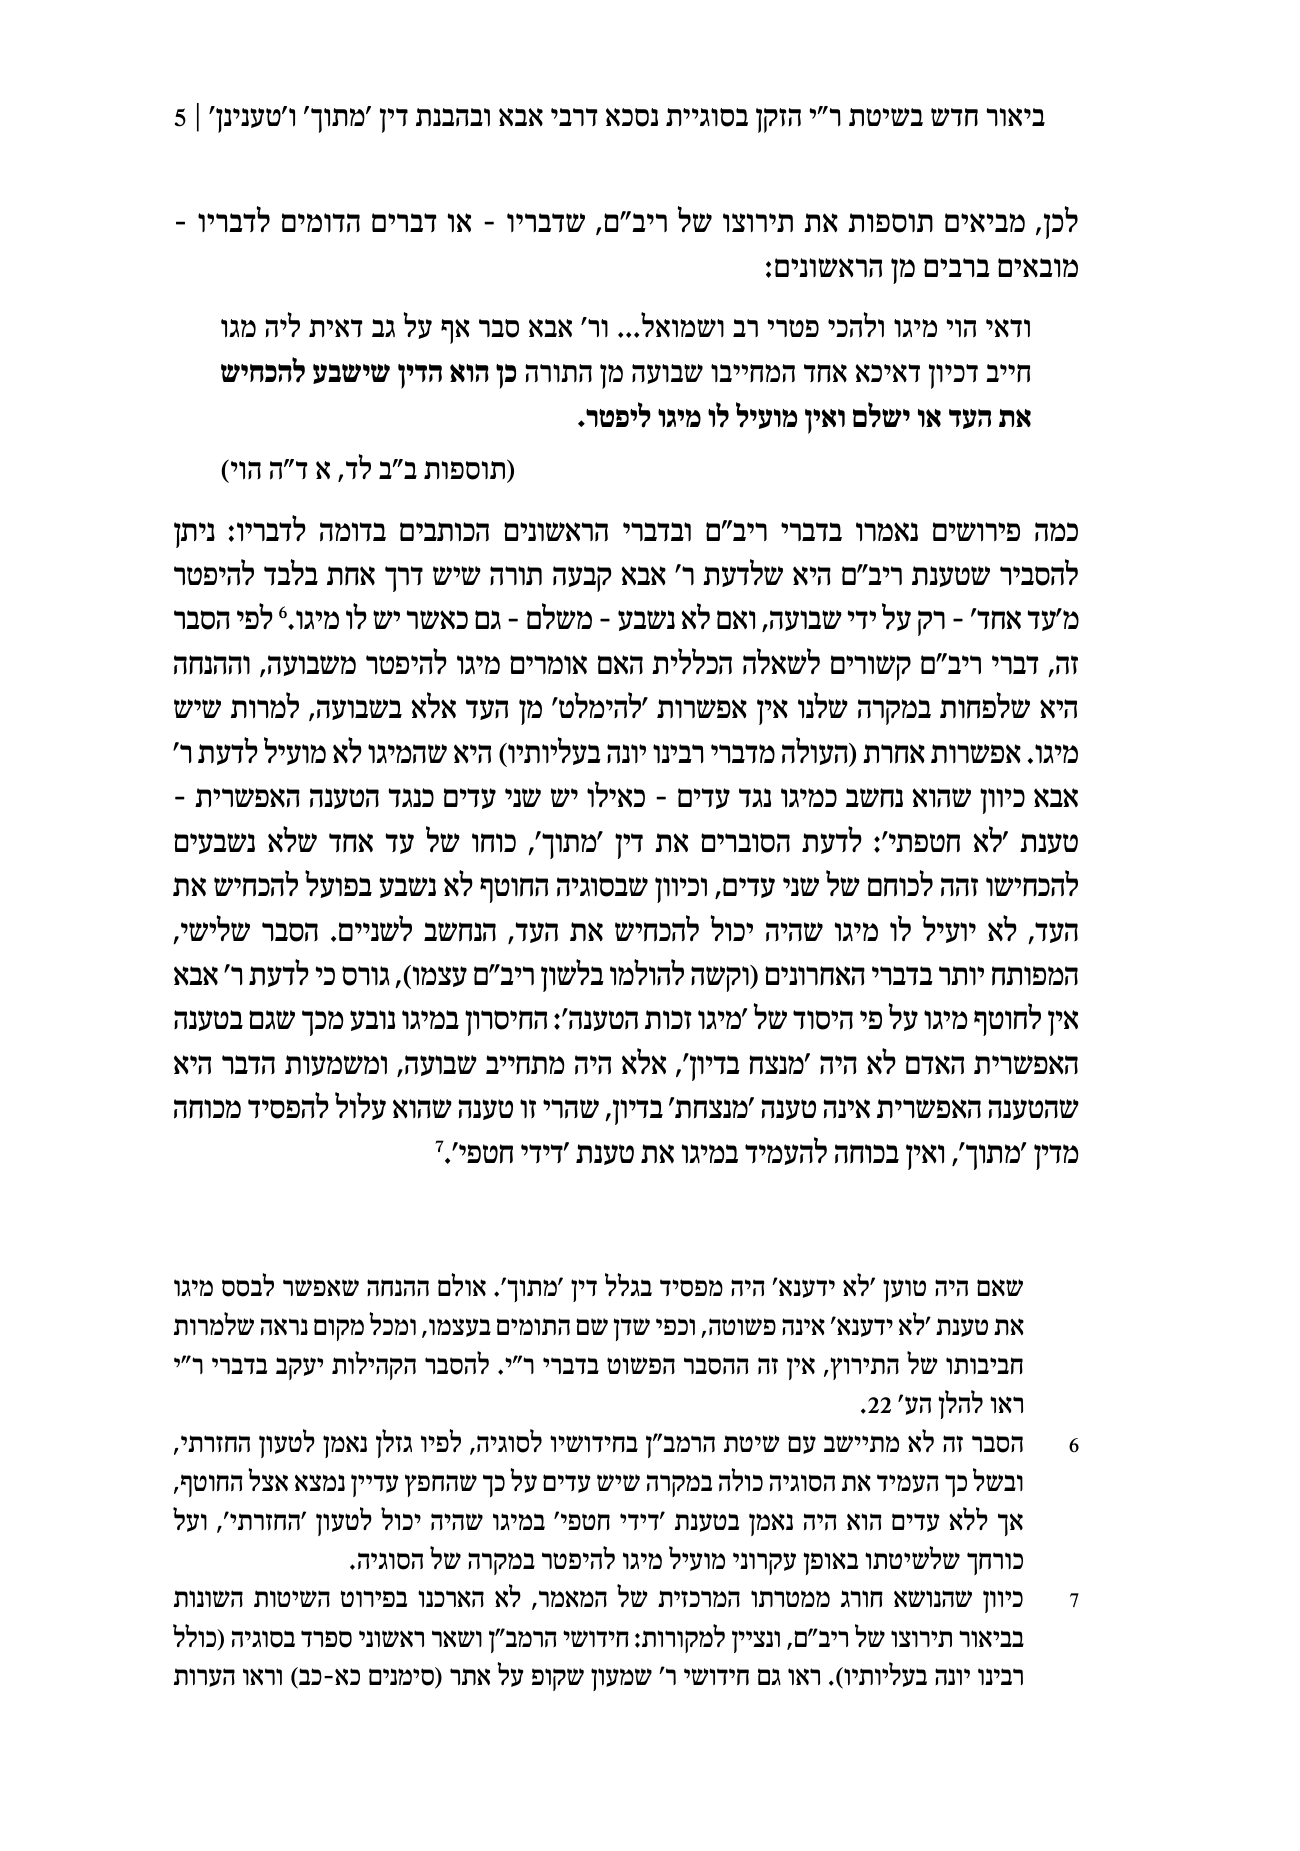 ביאור חדש בשיטת ר"י הזקן בסוגיית נסכא דרבי אבא ובהבנת דין 'מתוך' ו'טענינן' | 5
לכן, מביאים תוספות את תירוצו של ריב"ם, שדבריו - או דברים הדומים לדבריו -
מובאים ברבים מן הראשונים:
ודאי הוי מיגו ולהכי פטרי רב ושמואל... ור' אבא סבר אף על גב דאית ליה מגו
חייב דכיון דאיכא אחד המחייבו שבועה מן התורה כן הוא הדין שישבע להכחיש
את העד או ישלם ואין מועיל לו מיגו ליפטר.
(תוספות ב"ב לד, א ד"ה הוי)
כמה פירושים נאמרו בדברי ריב"ם ובדברי הראשונים הכותבים בדומה לדבריו: ניתן
להסביר שטענת ריב"ם היא שלדעת ר' אבא קבעה תורה שיש דרך אחת בלבד להיפטר
מ'עד אחד' - רק על ידי שבועה, ואם לא נשבע - משלם - גם כאשר יש לו מיגו.6 לפי הסבר
זה, דברי ריב"ם קשורים לשאלה הכללית האם אומרים מיגו להיפטר משבועה, וההנחה
היא שלפחות במקרה שלנו אין אפשרות 'להימלט' מן העד אלא בשבועה, למרות שיש
מיגו. אפשרות אחרת (העולה מדברי רבינו יונה בעליותיו) היא שהמיגו לא מועיל לדעת ר'
אבא כיוון שהוא נחשב כמיגו נגד עדים - כאילו יש שני עדים כנגד הטענה האפשרית -
טענת 'לא חטפתי': לדעת הסוברים את דין 'מתוך', כוחו של עד אחד שלא נשבעים
להכחישו זהה לכוחם של שני עדים, וכיוון שבסוגיה החוטף לא נשבע בפועל להכחיש את
העד, לא יועיל לו מיגו שהיה יכול להכחיש את העד, הנחשב לשניים. הסבר שלישי,
המפותח יותר בדברי האחרונים (וקשה להולמו בלשון ריב"ם עצמו), גורס כי לדעת ר' אבא
אין לחוטף מיגו על פי היסוד של 'מיגו זכות הטענה': החיסרון במיגו נובע מכך שגם בטענה
האפשרית האדם לא היה 'מנצח בדיון', אלא היה מתחייב שבועה, ומשמעות הדבר היא
שהטענה האפשרית אינה טענה 'מנצחת' בדיון, שהרי זו טענה שהוא עלול להפסיד מכוחה
מדין 'מתוך', ואין בכוחה להעמיד במיגו את טענת 'דידי חטפי'.7
שאם היה טוען 'לא ידענא' היה מפסיד בגלל דין 'מתוך'. אולם ההנחה שאפשר לבסס מיגו
את טענת 'לא ידענא' אינה פשוטה, וכפי שדן שם התומים בעצמו, ומכל מקום נראה שלמרות
חביבותו של התירוץ, אין זה ההסבר הפשוט בדברי ר"י. להסבר הקהילות יעקב בדברי ר"י
ראו להלן הע' 22.
6 הסבר זה לא מתיישב עם שיטת הרמב"ן בחידושיו לסוגיה, לפיו גזלן נאמן לטעון החזרתי,
ובשל כך העמיד את הסוגיה כולה במקרה שיש עדים על כך שהחפץ עדיין נמצא אצל החוטף,
אך ללא עדים הוא היה נאמן בטענת 'דידי חטפי' במיגו שהיה יכול לטעון 'החזרתי', ועל
כורחך שלשיטתו באופן עקרוני מועיל מיגו להיפטר במקרה של הסוגיה.
7 כיוון שהנושא חורג ממטרתו המרכזית של המאמר, לא הארכנו בפירוט השיטות השונות
בביאור תירוצו של ריב"ם, ונציין למקורות: חידושי הרמב"ן ושאר ראשוני ספרד בסוגיה (כולל
רבינו יונה בעליותיו). ראו גם חידושי ר' שמעון שקופ על אתר (סימנים כא-כב) וראו הערות